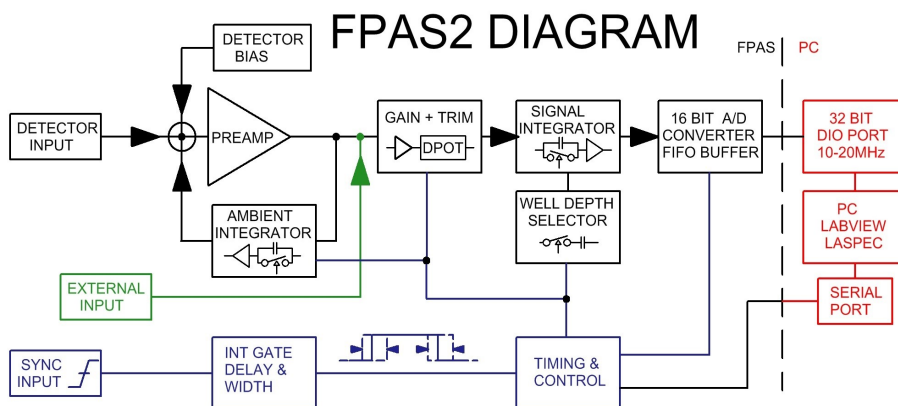 FPAS2 DIAGRAM
DETECTOR
BIAS
FPAS
PC
DETECTOR
INPUT
PREAMP
GAIN + TRIM
DPOT
SIGNAL
INTEGRATOR
16 BIT A/D
CONVERTER
FIFO BUFFER
32 BIT
DIO PORT
10-20MHz
AMBIENT
INTEGRATOR
WELL DEPTH
SELECTOR
PC
LABVIEW
LASPEC
EXTERNAL
INPUT
SERIAL
PORT
SYNC
INPUT
INT GATE
DELAY &
WIDTH
TIMING &
CONTROL